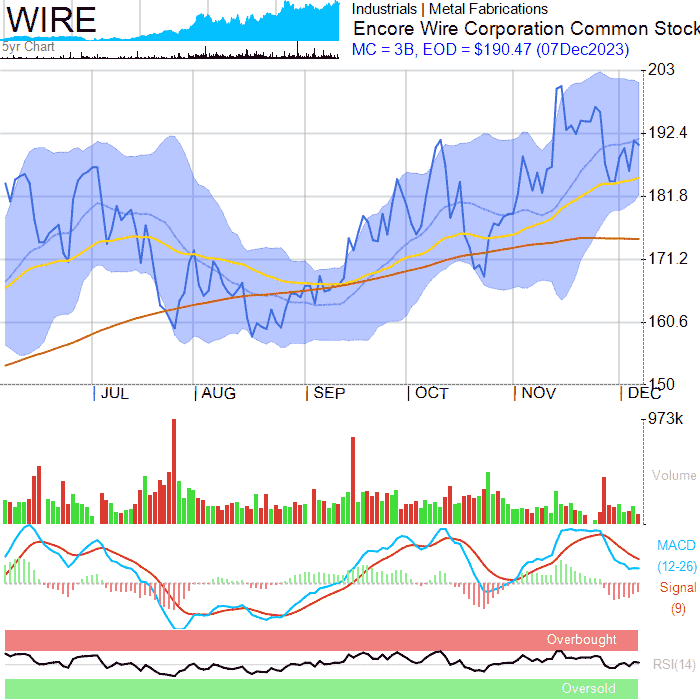 WIRE
5yr Chart
Industrials | Metal Fabrications
Encore Wire Corporation Common Stock
MC = 3B, EOD = $190.47 (07Dec2023)
203
192.4
181.8
171.2
160.6
150
JUL AUG SEP OCT NOV DEC
973k
Volume
MACD
(12-26)
Signal
(9)
Overbought
RSI(14)
Oversold